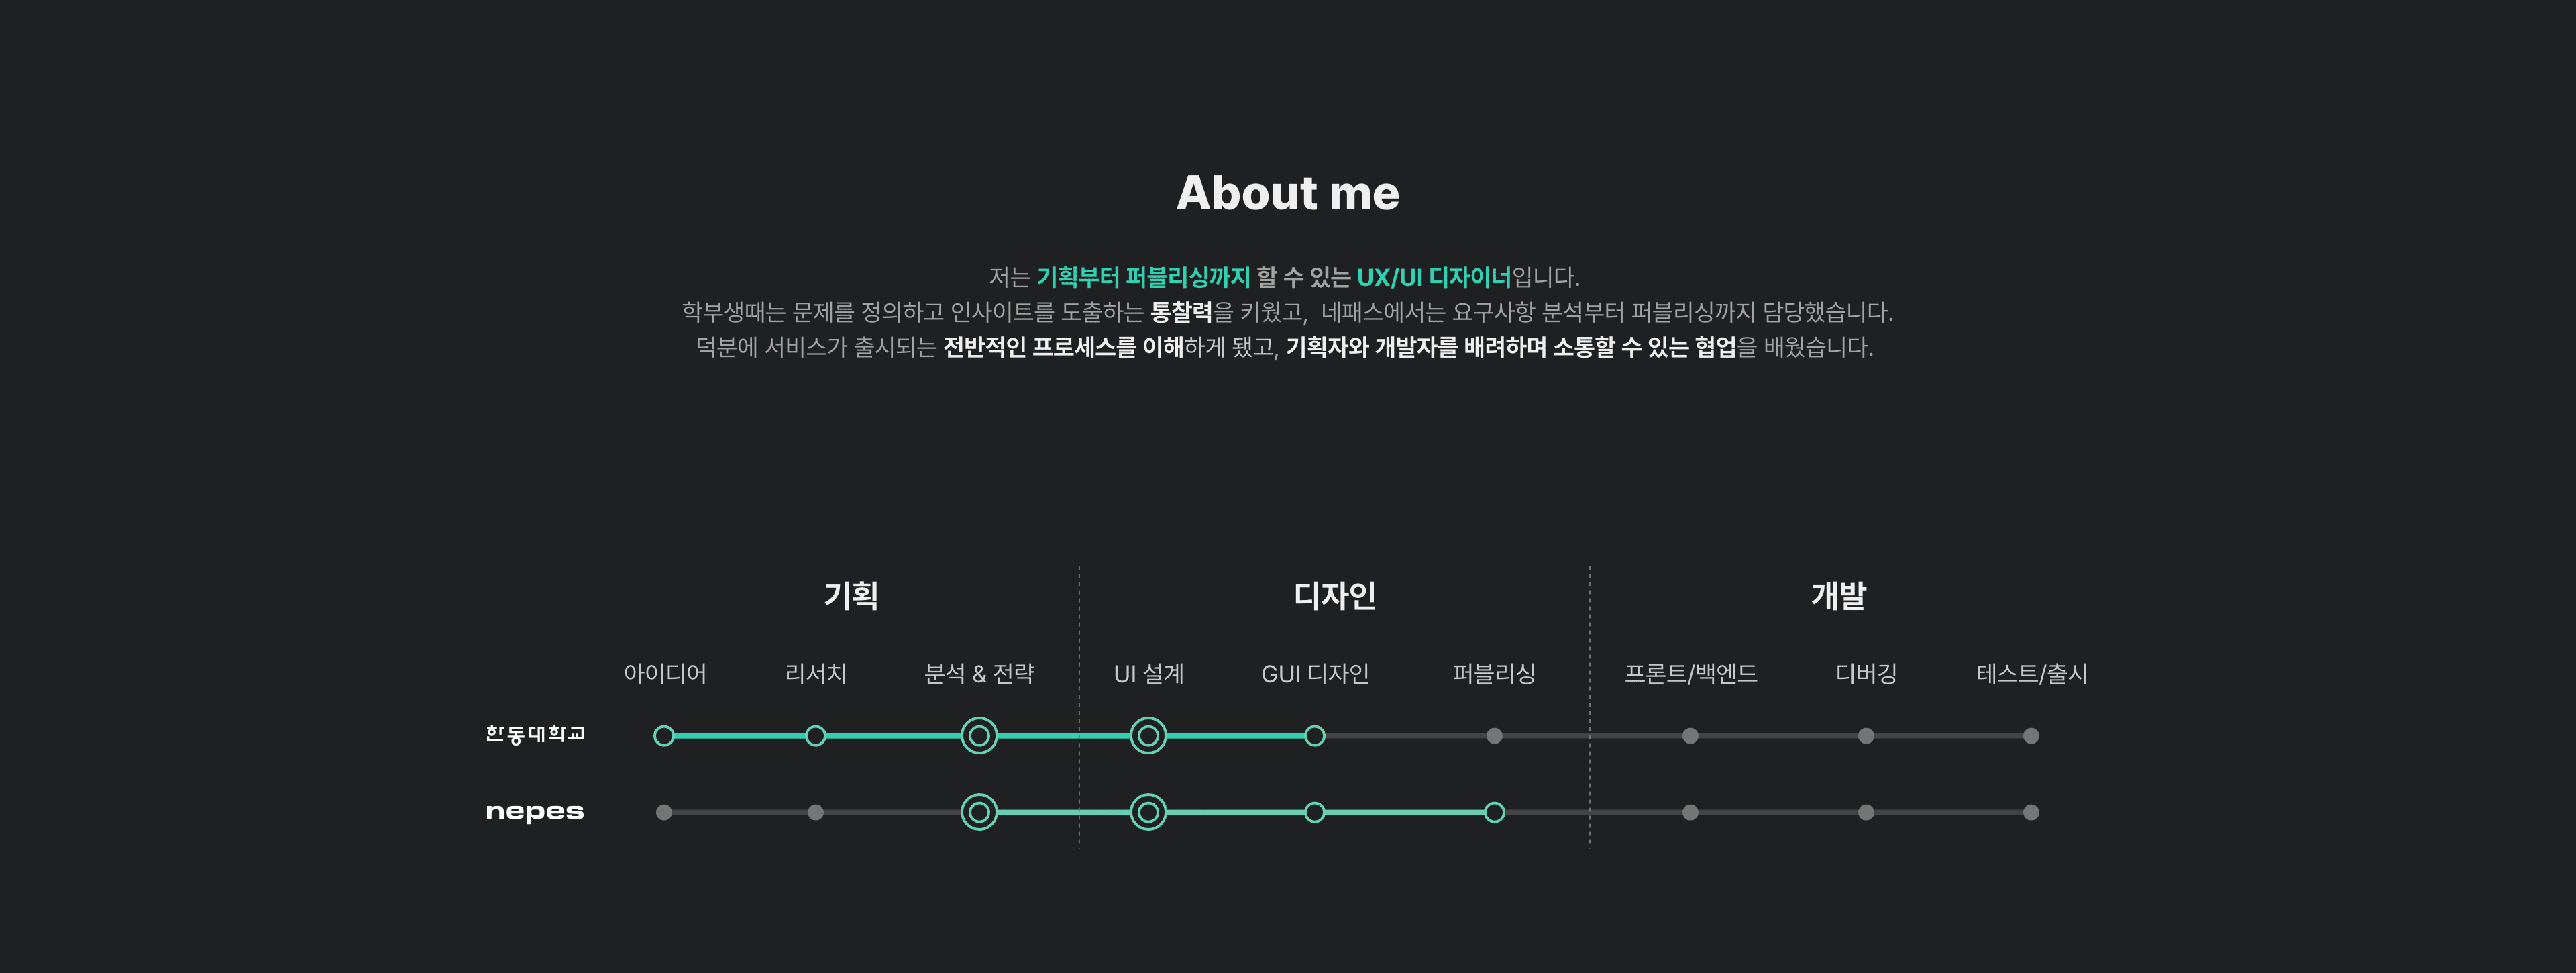 About me
저는 기획부터 퍼블리싱까지 할 수 있는 UX/UI 디자이너입니다.
학부생때는 문제를 정의하고 인사이트를 도출하는 통찰력을 키웠고, 네패스에서는 요구사항 분석부터 퍼블리싱까지 담당했습니다.
덕분에 서비스가 출시되는 전반적인 프로세스를 이해하게 됐고, 기획자와 개발자를 배려하며 소통할 수 있는 협업을 배웠습니다.
기획 디자인 개발
아이디어 리서치 분석 & 전략 UI 설계 GUI 디자인 퍼블리싱 프론트/백엔드 디버깅 테스트/출시
한동대학교
nepes